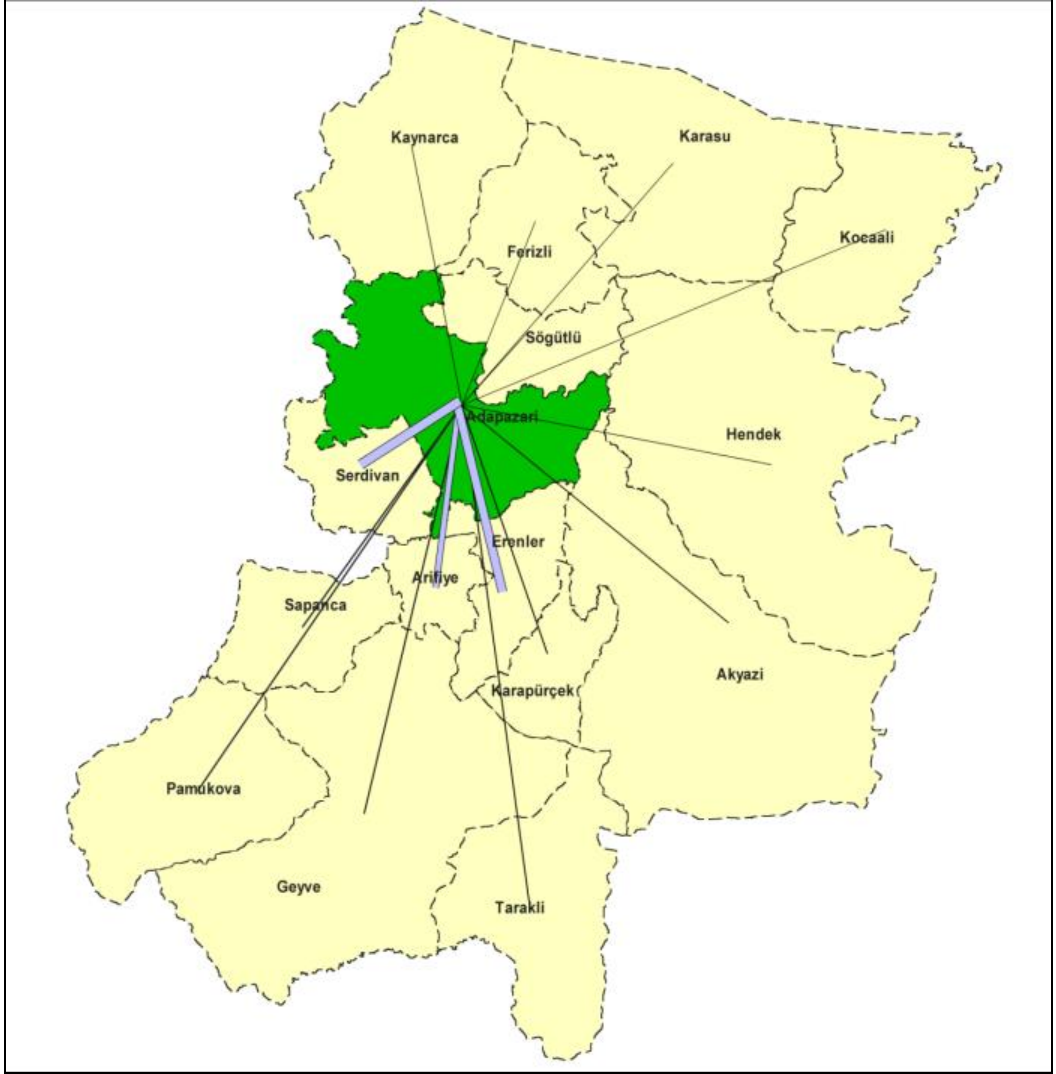 Kaynarca
Karasu
Kocaali
Ferizli
Sögütlü
Adapazari
Hendek
Serdivan
Erenler
Arifiye
Sapanca
Akyazi
Karapürçek
Pamukova
Geyve
Tarakli